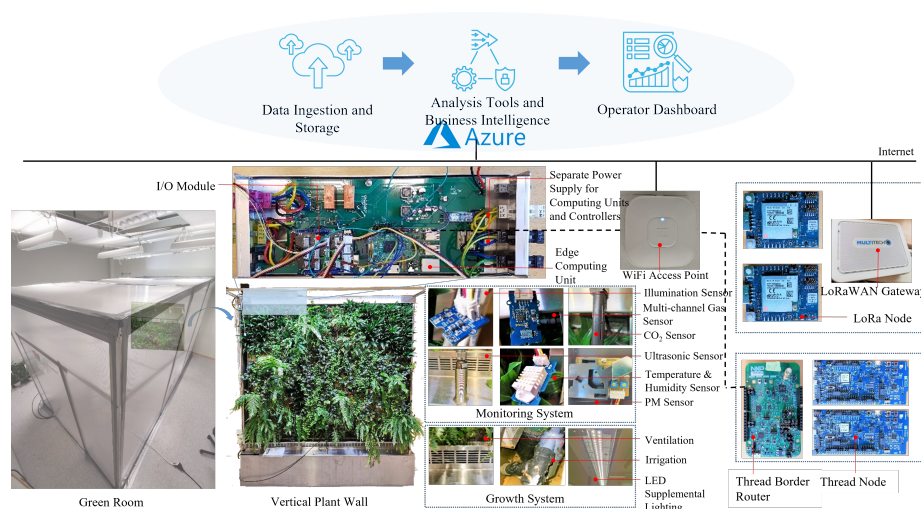 Data Ingestion and
Storage
Analysis Tools and
Business Intelligence
Operator Dashboard
Azure
Internet
I/O Module
Separate Power
Supply for
Computing Units
and Controllers
Edge
Computing
Unit
WiFi Access Point
MULTITECH
LoRaWAN Gateway
LoRa Node
Illumination Sensor
Multi-channel Gas
Sensor
CO2 Sensor
Ultrasonic Sensor
Temperature &
Humidity Sensor
PM Sensor
Monitoring System
Ventilation
Irrigation
LED
Supplemental
Lighting
Growth System
Green Room
Vertical Plant Wall
Thread Border
Router
Thread Node